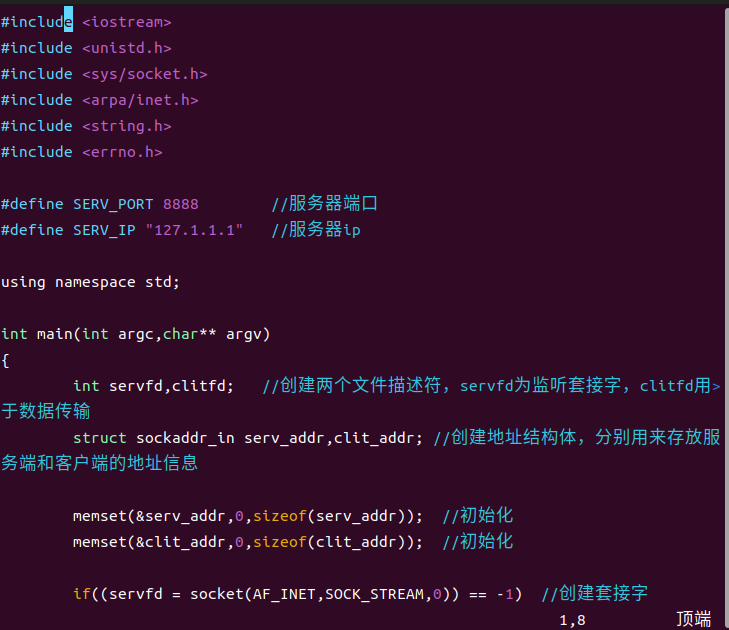 #include <iostream>
#include <unistd.h>
#include <sys/socket.h>
#include <arpa/inet.h>
#include <string.h>
#include <errno.h>

#define SERV_PORT 8888        //服务器端口
#define SERV_IP "127.1.1.1"   //服务器ip

using namespace std;

int main(int argc,char** argv)
{
        int servfd,clitfd;   //创建两个文件描述符，servfd为监听套接字，clitfd用>
于数据传输
        struct sockaddr_in serv_addr,clit_addr; //创建地址结构体，分别用来存放服
务端和客户端的地址信息

        memset(&serv_addr,0,sizeof(serv_addr));  //初始化
        memset(&clit_addr,0,sizeof(clit_addr));  //初始化

        if((servfd = socket(AF_INET,SOCK_STREAM,0)) == -1)  //创建套接字
1,8          顶端